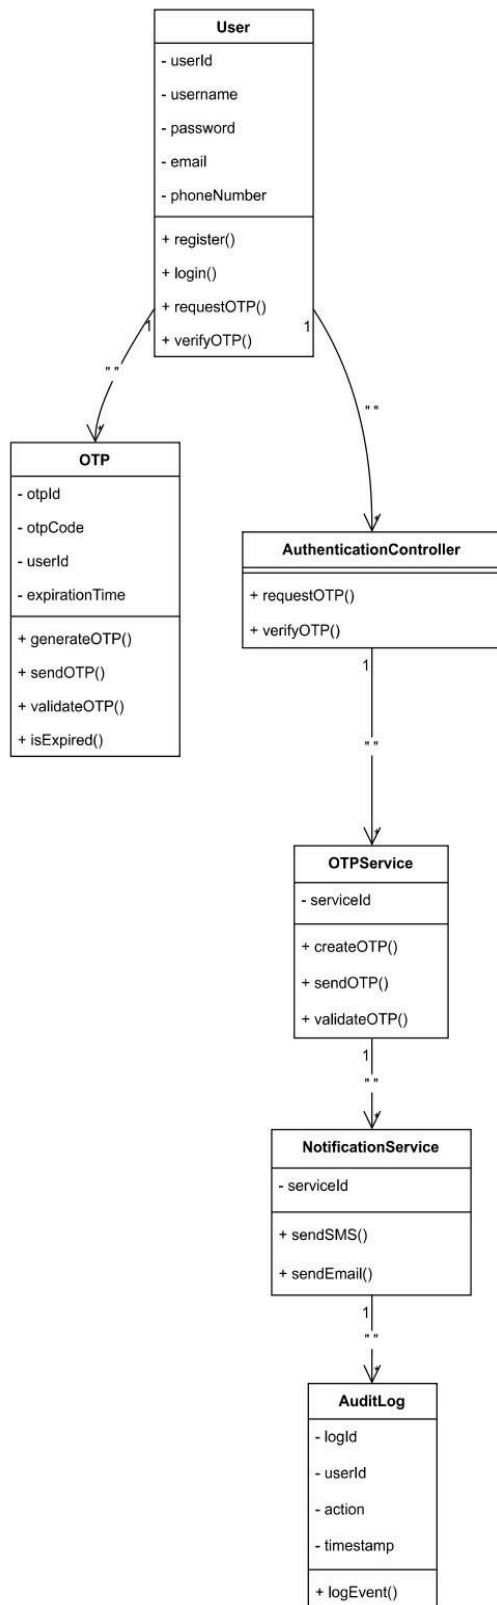 User
- userId
- username
- password
- email
- phoneNumber
+ register()
+ login()
+ requestOTP()
+ verifyOTP()
1
1
" "
" "
*
OTP
- otpId
- otpCode
- userId
- expirationTime
+ generateOTP()
+ sendOTP()
+ validateOTP()
+ isExpired()
*
AuthenticationController
+ requestOTP()
+ verifyOTP()
1
" "
*
OTPService
- serviceId
+ createOTP()
+ sendOTP()
+ validateOTP()
1
" "
*
NotificationService
- serviceId
+ sendSMS()
+ sendEmail()
1
" "
*
AuditLog
- logId
- userId
- action
- timestamp
+ logEvent()